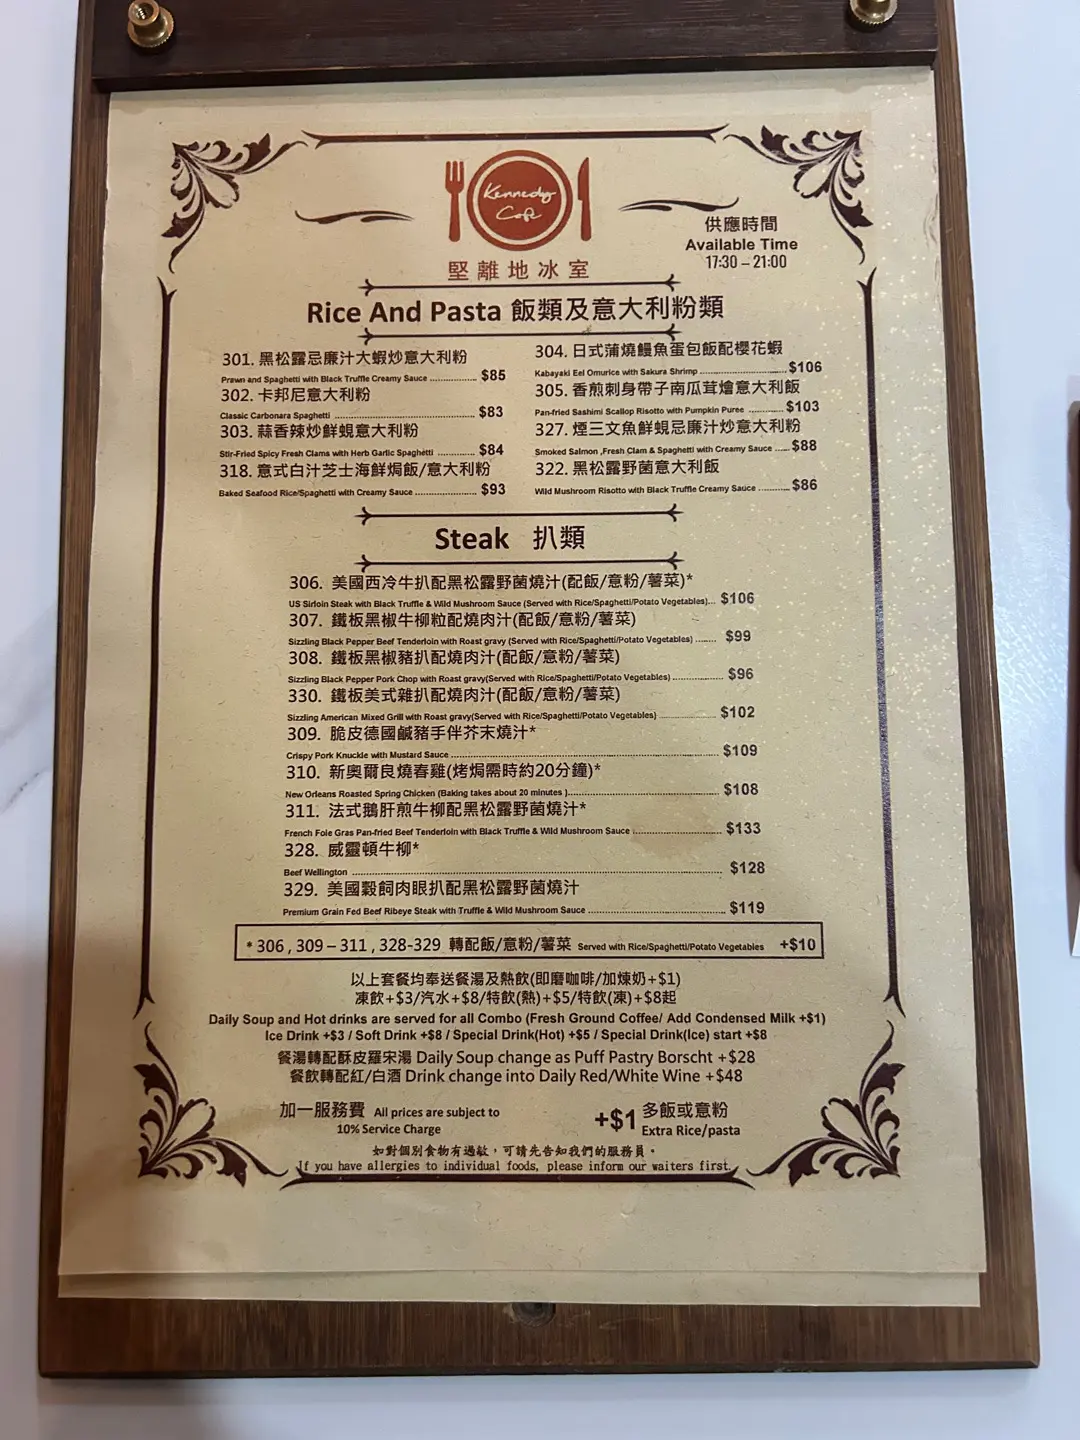 Kennedy
Cafe
堅離地冰室
供應時間
Available Time
17:30 – 21:00
Rice And Pasta 飯類及意大利粉類
301. 黑松露忌廉汁大蝦炒意大利粉
Prawn and Spaghetti with Black Truffle Creamy Sauce ................ $85
302. 卡邦尼意大利粉
Classic Carbonara Spaghetti ................ $83
303. 蒜香辣炒鮮蜆意大利粉
Stir-Fried Spicy Fresh Clams with Herb Garlic Spaghetti ............. $84
318. 意式白汁芝士海鮮焗飯/意大利粉
Baked Seafood Rice/Spaghetti with Creamy Sauce ..................... $93
304. 日式蒲燒鰻魚蛋包飯配櫻花蝦
Kabayaki Eel Omurice with Sakura Shrimp .............................. $106
305. 香煎刺身帶子南瓜茸燴意大利飯
Pan-fried Sashimi Scallop Risotto with Pumpkin Puree ............ $103
327. 煙三文魚鮮蜆忌廉汁炒意大利粉
Smoked Salmon ,Fresh Clam & Spaghetti with Creamy Sauce ..... $88
322. 黑松露野菌意大利飯
Wild Mushroom Risotto with Black Truffle Creamy Sauce ........... $86
Steak 扒類
306. 美國西冷牛扒配黑松露野菌燒汁(配飯/意粉/薯菜)*
US Sirloin Steak with Black Truffle & Wild Mushroom Sauce (Served with Rice/Spaghetti/Potato Vegetables)... $106
307. 鐵板黑椒牛柳粒配燒肉汁(配飯/意粉/薯菜)
Sizzling Black Pepper Beef Tenderloin with Roast gravy (Served with Rice/Spaghetti/Potato Vegetables) ....... $99
308. 鐵板黑椒豬扒配燒肉汁(配飯/意粉/薯菜)
Sizzling Black Pepper Pork Chop with Roast gravy(Served with Rice/Spaghetti/Potato Vegetables) ................. $96
330. 鐵板美式雜扒配燒肉汁(配飯/意粉/薯菜)
Sizzling American Mixed Grill with Roast gravy(Served with Rice/Spaghetti/Potato Vegetables) ..................... $102
309. 脆皮德國鹹豬手伴芥末燒汁*
Crispy Pork Knuckle with Mustard Sauce ................ $109
310. 新奧爾良燒春雞(烤焗需時約20分鐘)*
New Orleans Roasted Spring Chicken (Baking takes about 20 minutes )................ $108
311. 法式鵝肝煎牛柳配黑松露野菌燒汁*
French Foie Gras Pan-fried Beef Tenderloin with Black Truffle & Wild Mushroom Sauce ................ $133
328. 威靈頓牛柳*
Beef Wellington ................ $128
329. 美國穀飼肉眼扒配黑松露野菌燒汁
Premium Grain Fed Beef Ribeye Steak with Truffle & Wild Mushroom Sauce ................ $119
* 306 , 309 – 311 , 328-329 轉配飯/意粉/薯菜 Served with Rice/Spaghetti/Potato Vegetables +$10
以上套餐均奉送餐湯及熱飲(即磨咖啡/加煉奶+$1)
凍飲+$3/汽水+$8/特飲(熱)+$5/特飲(凍)+$8起
Daily Soup and Hot drinks are served for all Combo (Fresh Ground Coffee/ Add Condensed Milk +$1)
Ice Drink +$3 / Soft Drink +$8 / Special Drink(Hot) +$5 / Special Drink(Ice) start +$8
餐湯轉配酥皮羅宋湯 Daily Soup change as Puff Pastry Borscht +$28
餐飲轉配紅/白酒 Drink change into Daily Red/White Wine +$48
加一服務費 All prices are subject to
10% Service Charge
+$1 多飯或意粉
Extra Rice/pasta
如對個別食物有過敏，可請先告知我們的服務員。
If you have allergies to individual foods, please inform our waiters first.